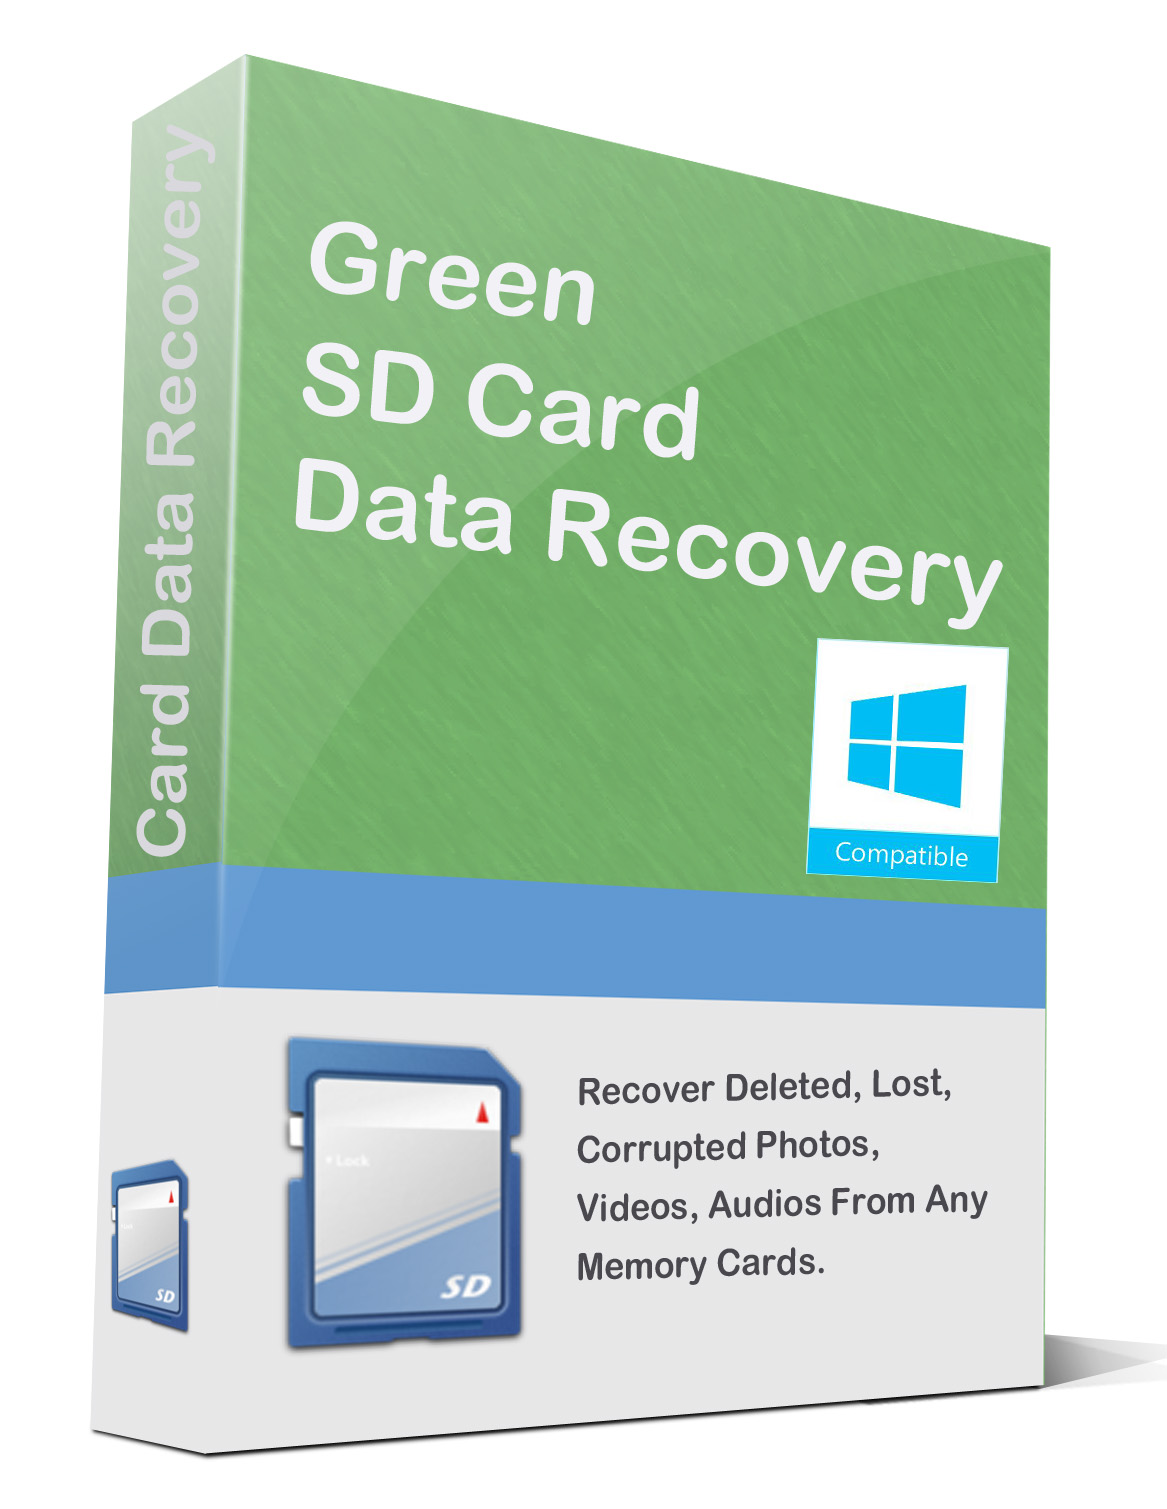 Card Data Recovery
Green
SD Card
Data Recovery
Compatible
Lock
SD
SD
Recover Deleted, Lost,
Corrupted Photos,
Videos, Audios From Any
Memory Cards.